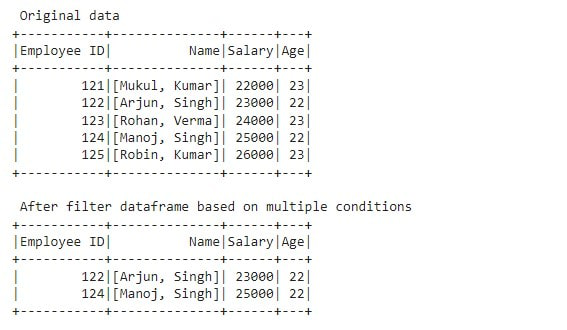 Original data
+-----------+--------------+------+---+
|Employee ID|          Name|Salary|Age|
+-----------+--------------+------+---+
|        121|[Mukul, Kumar]| 22000| 23|
|        122|[Arjun, Singh]| 23000| 22|
|        123|[Rohan, Verma]| 24000| 23|
|        124|[Manoj, Singh]| 25000| 22|
|        125|[Robin, Kumar]| 26000| 23|
+-----------+--------------+------+---+
After filter dataframe based on multiple conditions
+-----------+--------------+------+---+
|Employee ID|          Name|Salary|Age|
+-----------+--------------+------+---+
|        122|[Arjun, Singh]| 23000| 22|
|        124|[Manoj, Singh]| 25000| 22|
+-----------+--------------+------+---+